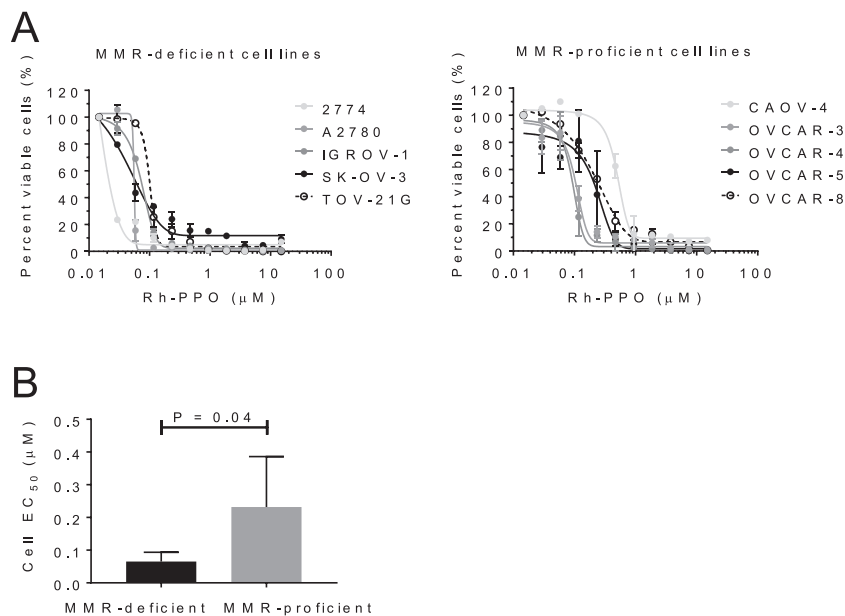 A
MMR-deficient cell lines
Percent viable cells (%)
120
100
80
60
40
20
0
0.01
0.1
1
10
100
Rh-PPO (μM)
2774
A2780
IGROV-1
SK-OV-3
TOV-21G
MMR-proficient cell lines
Percent viable cells (%)
120
100
80
60
40
20
0
0.01
0.1
1
10
100
Rh-PPO (μM)
CAOV-4
OVCAR-3
OVCAR-4
OVCAR-5
OVCAR-8
B
P = 0.04
Cell EC50 (μM)
0.5
0.4
0.3
0.2
0.1
0.0
MMR-deficient
MMR-proficient